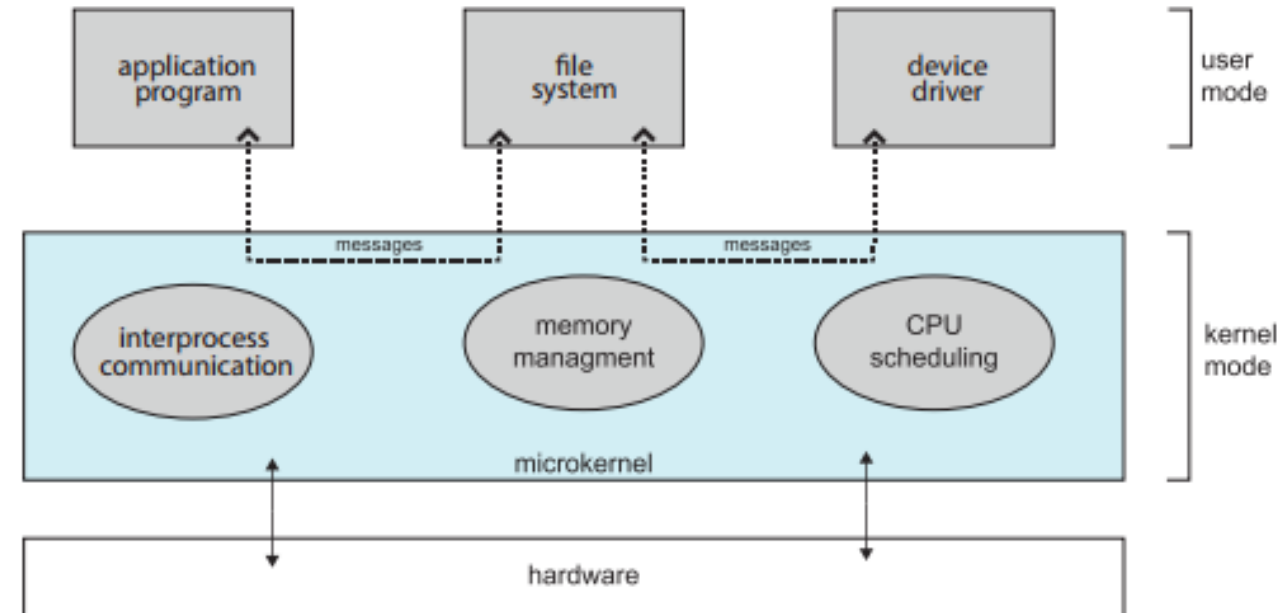 application
program
file
system
device
driver
user
mode
messages
messages
interprocess
communication
memory
managment
CPU
scheduling
kernel
mode
microkernel
hardware